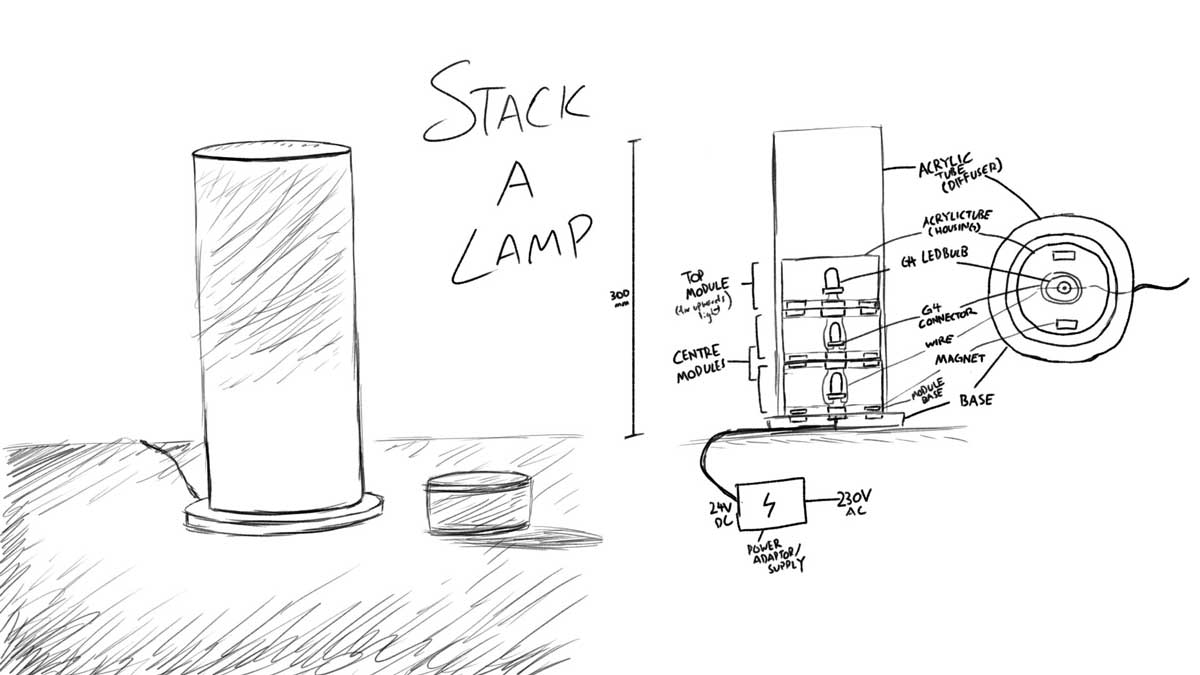 STACK
A
LAMP
300
mm
ACRYLIC
TUBE
(DIFFUSER)
ACRYLIC TUBE
(HOUSING)
G4 LED BULB
G4
CONNECTOR
WIRE
MAGNET
MODULE
BASE
BASE
TOP
MODULE
upwards
light)
CENTRE
MODULES
24V
DC
230V
AC
POWER
ADAPTOR/
SUPPLY